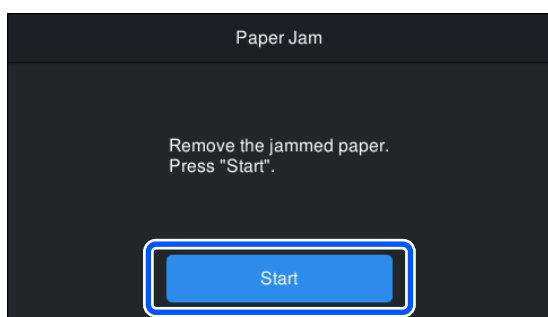 Paper Jam
Remove the jammed paper.
Press "Start".
Start